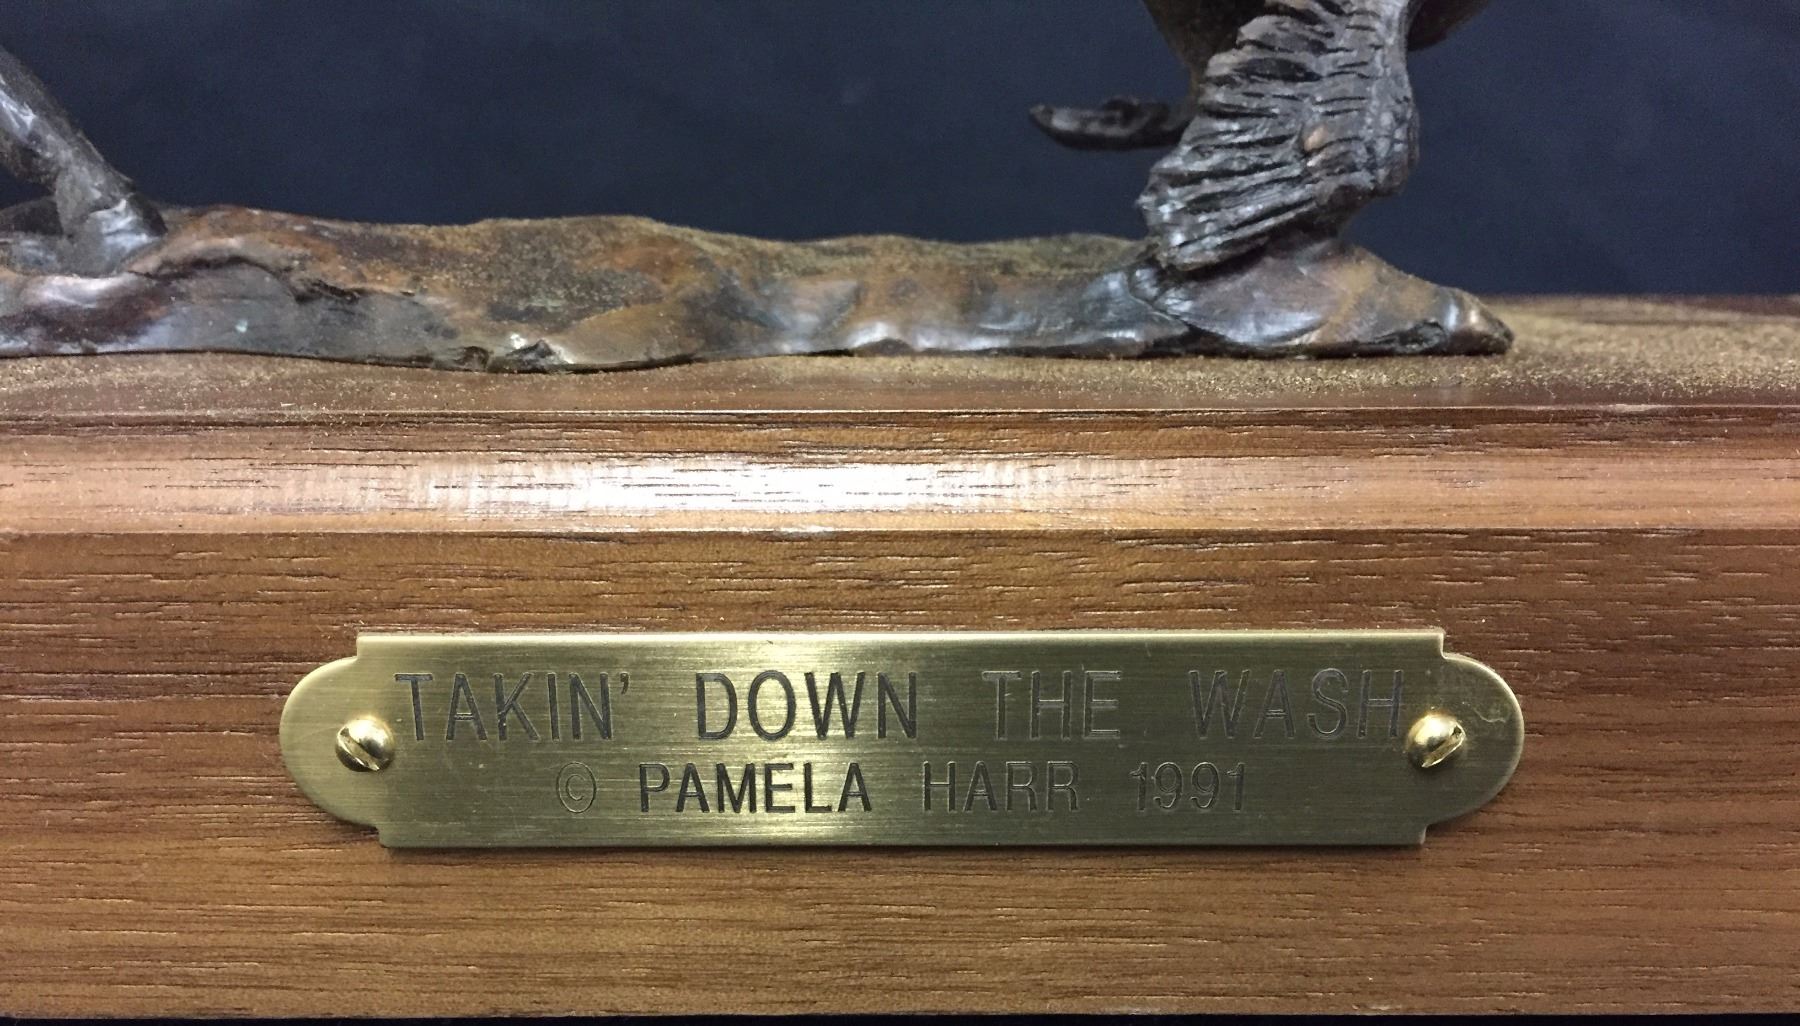 TAKIN' DOWN THE WASH
© PAMELA HARR 1991